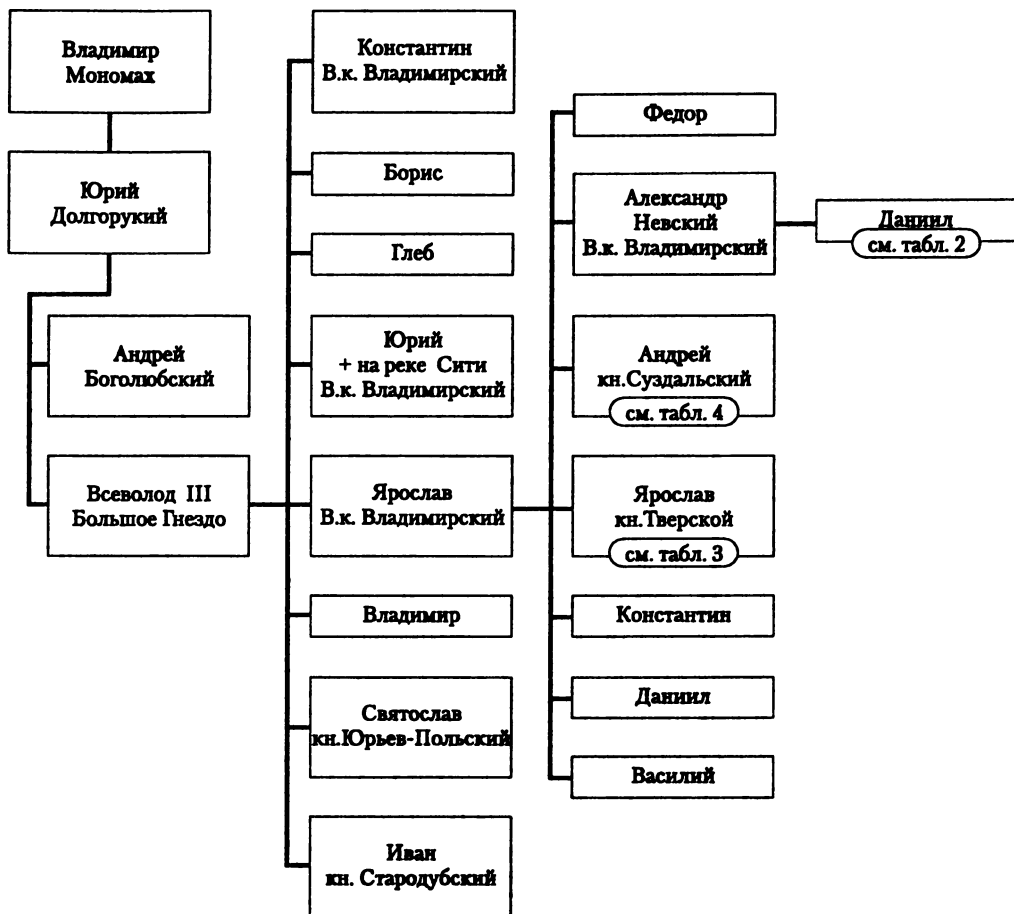 Владимир
Мономах
Юрий
Долгорукий
Андрей
Боголюбский
Всеволод III
Большое Гнездо
Константин
В.к. Владимирский
Борис
Глеб
Юрий
+ на реке Сити
В.к. Владимирский
Ярослав
В.к. Владимирский
Владимир
Святослав
кн.Юрьев-Польский
Иван
кн. Стародубский
Федор
Александр
Невский
В.к. Владимирский
Андрей
кн.Суздальский
см. табл. 4
Ярослав
кн.Тверской
см. табл. 3
Константин
Даниил
Василий
Даниил
см. табл. 2